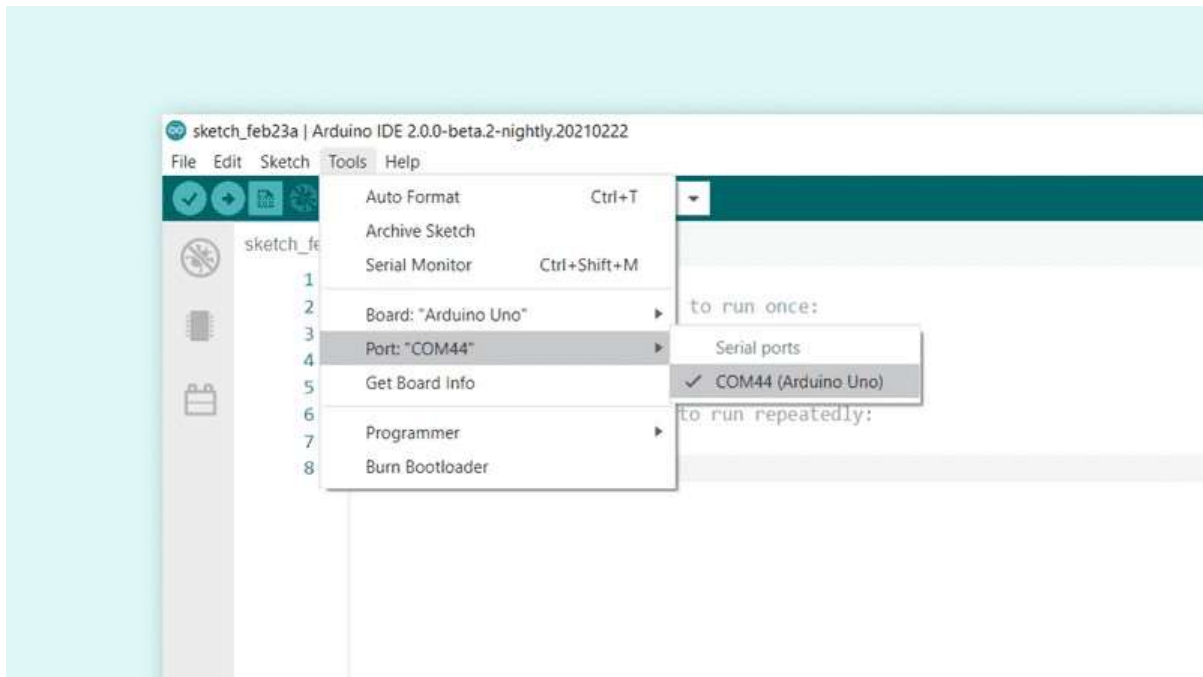 sketch_feb23a | Arduino IDE 2.0.0-beta.2-nightly.20210222
File Edit Sketch Tools Help
Auto Format Ctrl+T
sketch_fe
Archive Sketch
Serial Monitor Ctrl+Shift+M
1
2 Board: "Arduino Uno" to run once:
3 Port: "COM44" Serial ports
4
5 Get Board Info COM44 (Arduino Uno)
6 to run repeatedly:
7 Programmer
8 Burn Bootloader